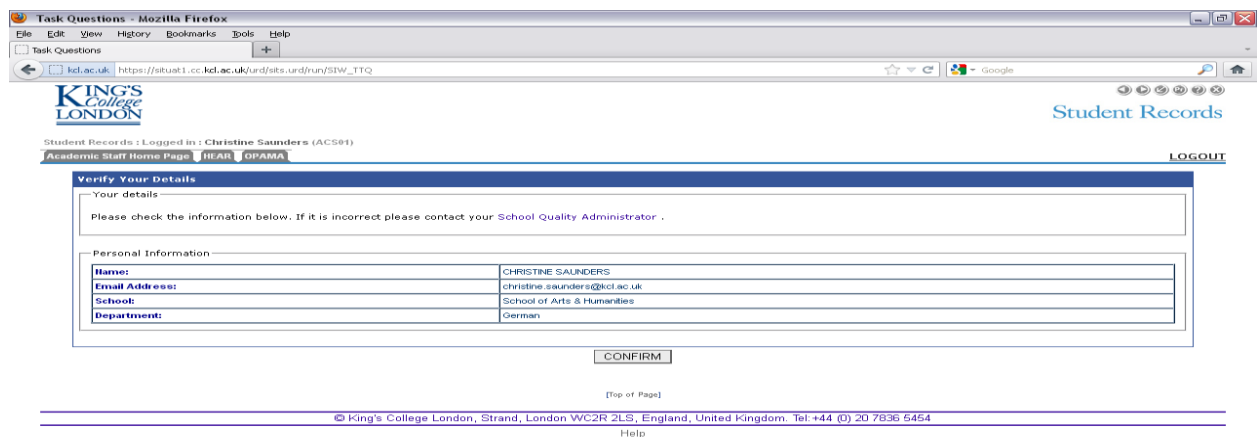 Task Questions - Mozilla Firefox
File Edit View History Bookmarks Tools Help
Task Questions
kcl.ac.uk https://situat1.cc.kcl.ac.uk/urd/sits.urd/run/SIW_TTQ Google
KING'S
College
LONDON
Student Records
Student Records : Logged in : Christine Saunders (ACS01)
Academic Staff Home Page HEAR OPAMA LOGOUT
Verify Your Details
Your details
Please check the information below. If it is incorrect please contact your School Quality Administrator .
Personal Information
Name: CHRISTINE SAUNDERS
Email Address: christine.saunders@kcl.ac.uk
School: School of Arts & Humanities
Department: German
CONFIRM
[Top of Page]
© King's College London, Strand, London WC2R 2LS, England, United Kingdom. Tel: +44 (0) 20 7836 5454
Help